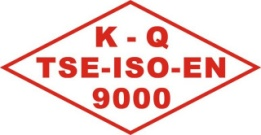 K - Q
TSE-ISO-EN
9000